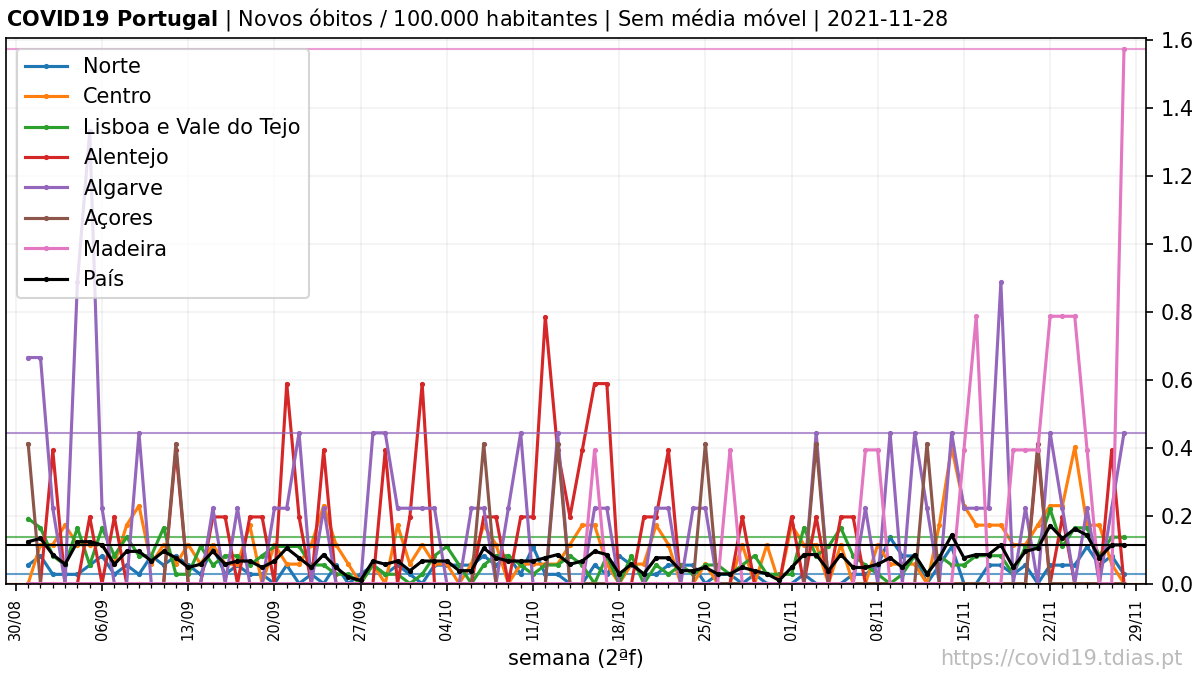 COVID19 Portugal | Novos óbitos / 100.000 habitantes | Sem média móvel | 2021-11-28
Norte
Centro
Lisboa e Vale do Tejo
Alentejo
Algarve
Açores
Madeira
País
1.6
1.4
1.2
1.0
0.8
0.6
0.4
0.2
0.0
30/08 06/09 13/09 20/09 27/09 04/10 11/10 18/10 25/10 01/11 08/11 15/11 22/11 29/11
semana (2ªf)
https://covid19.tdias.pt